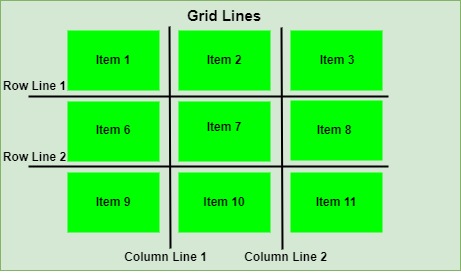 Grid Lines
Item 1 Item 2 Item 3
Row Line 1
Item 6 Item 7 Item 8
Row Line 2
Item 9 Item 10 Item 11
Column Line 1 Column Line 2